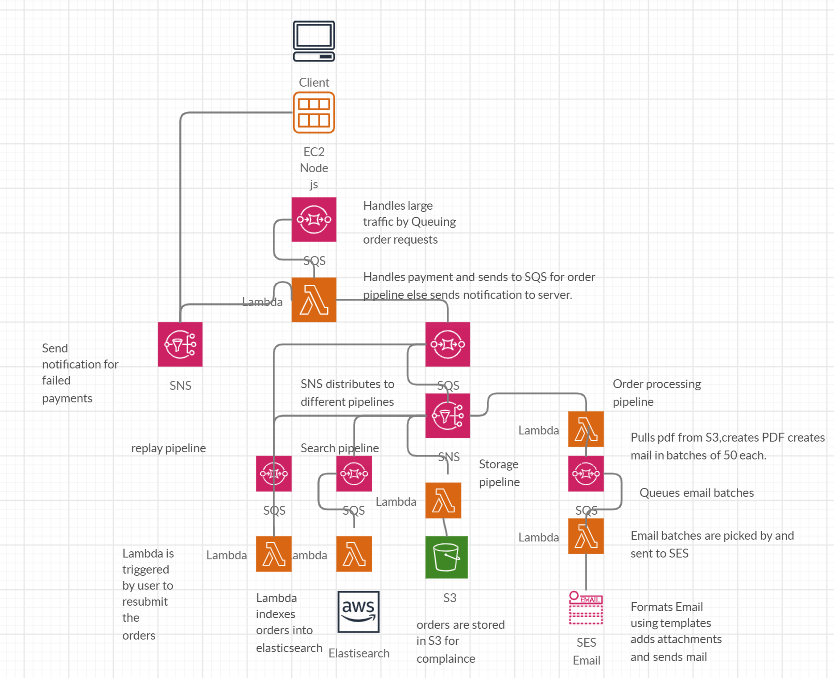 Client
EC2
Node
js
Handles large
traffic by Queuing
order requests
SQS
Handles payment and sends to SQS for order
pipeline else sends notification to server.
Lambda
Send
notification for
failed
payments
SNS
SQS
SNS distributes to
different pipelines
Order processing
pipeline
Lambda
Pulls pdf from S3,creates PDF creates
mail in batches of 50 each.
replay pipeline
Search pipeline
SNS
Storage
pipeline
Queues email batches
Lambda
SQS
SQS
SQS
Lambda
Email batches are picked by and
sent to SES
Lambda is
triggered
by user to
resubmit
the
orders
Lambda
ambda
Lambda
indexes
orders into
elasticsearch
aws
Elastisearch
S3
orders are stored
in S3 for
complaince
EMAIL
SES
Email
Formats Email
using templates
adds attachments
and sends mail